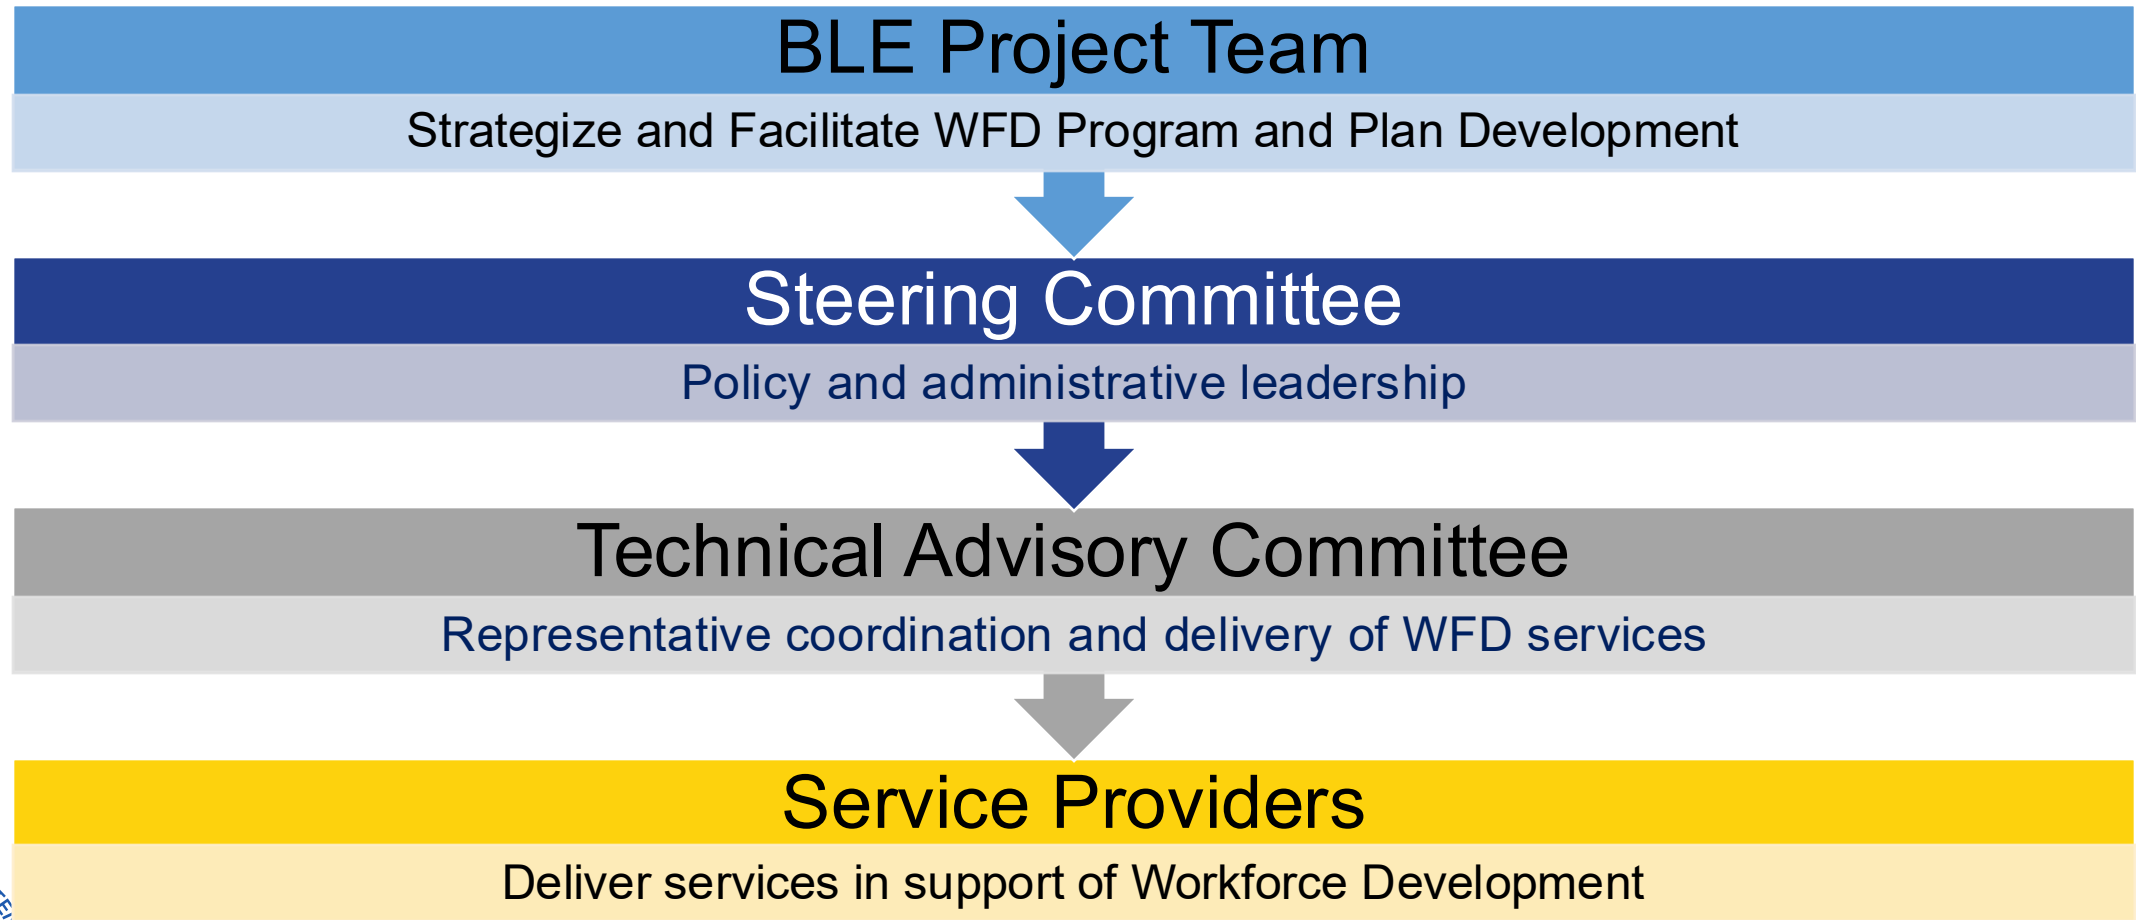 BLE Project Team
Strategize and Facilitate WFD Program and Plan Development
Steering Committee
Policy and administrative leadership
Technical Advisory Committee
Representative coordination and delivery of WFD services
Service Providers
Deliver services in support of Workforce Development